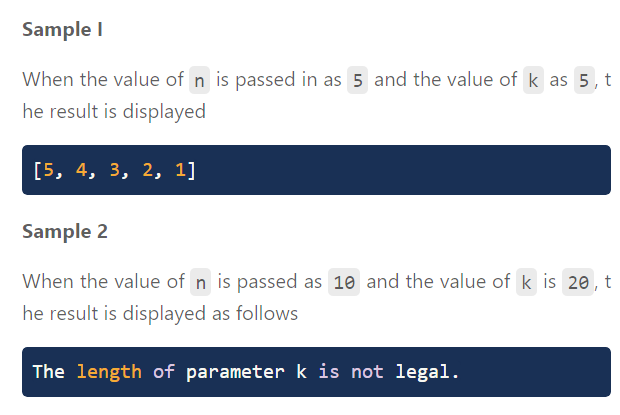 Sample I
When the value of n is passed in as 5 and the value of k as 5, t
he result is displayed
[5, 4, 3, 2, 1]
Sample 2
When the value of n is passed as 10 and the value of k is 20, t
he result is displayed as follows
The length of parameter k is not legal.